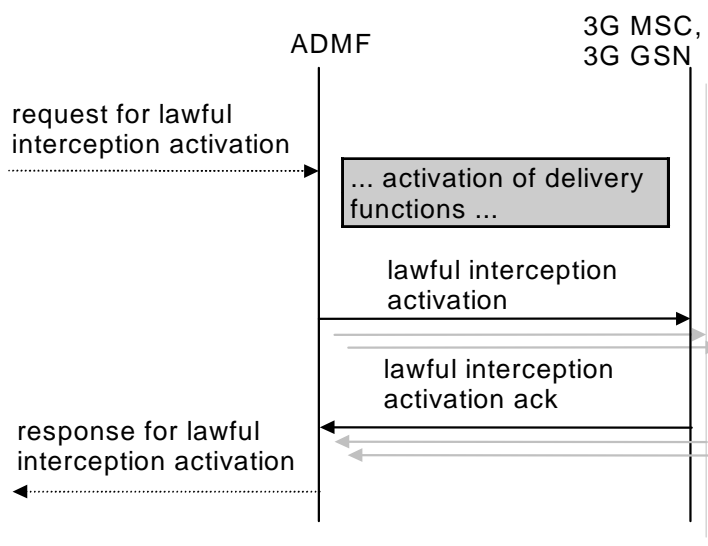 ADMF
3G MSC,
3G GSN
request for lawful
interception activation
... activation of delivery
functions ...
lawful interception
activation
lawful interception
activation ack
response for lawful
interception activation